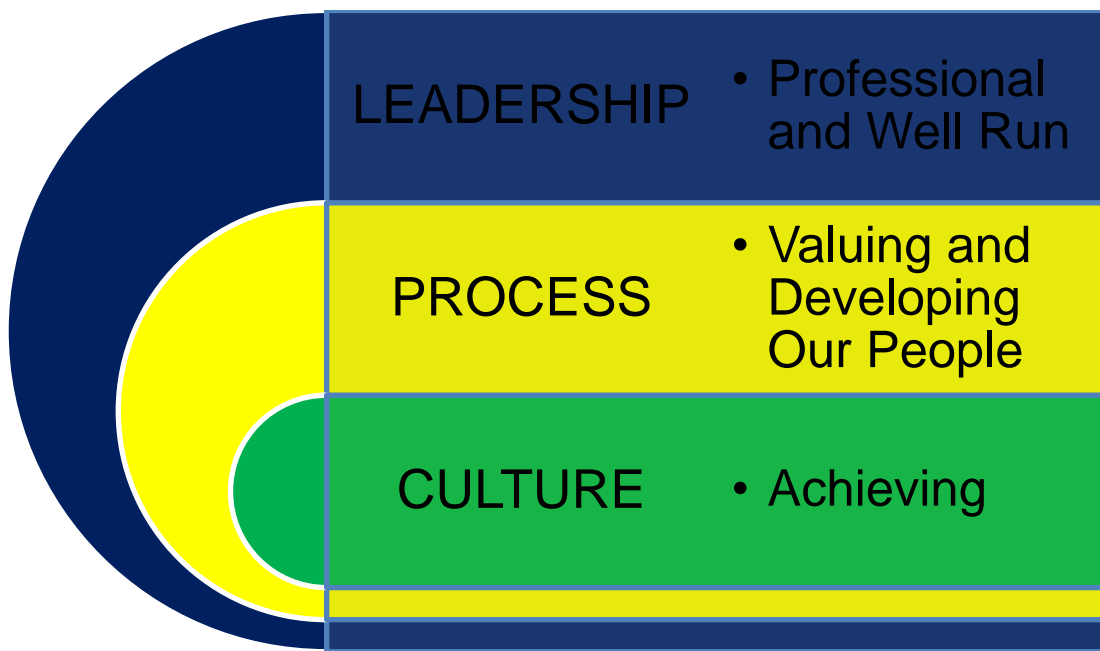 LEADERSHIP
• Professional
and Well Run
PROCESS
• Valuing and
Developing
Our People
CULTURE
• Achieving